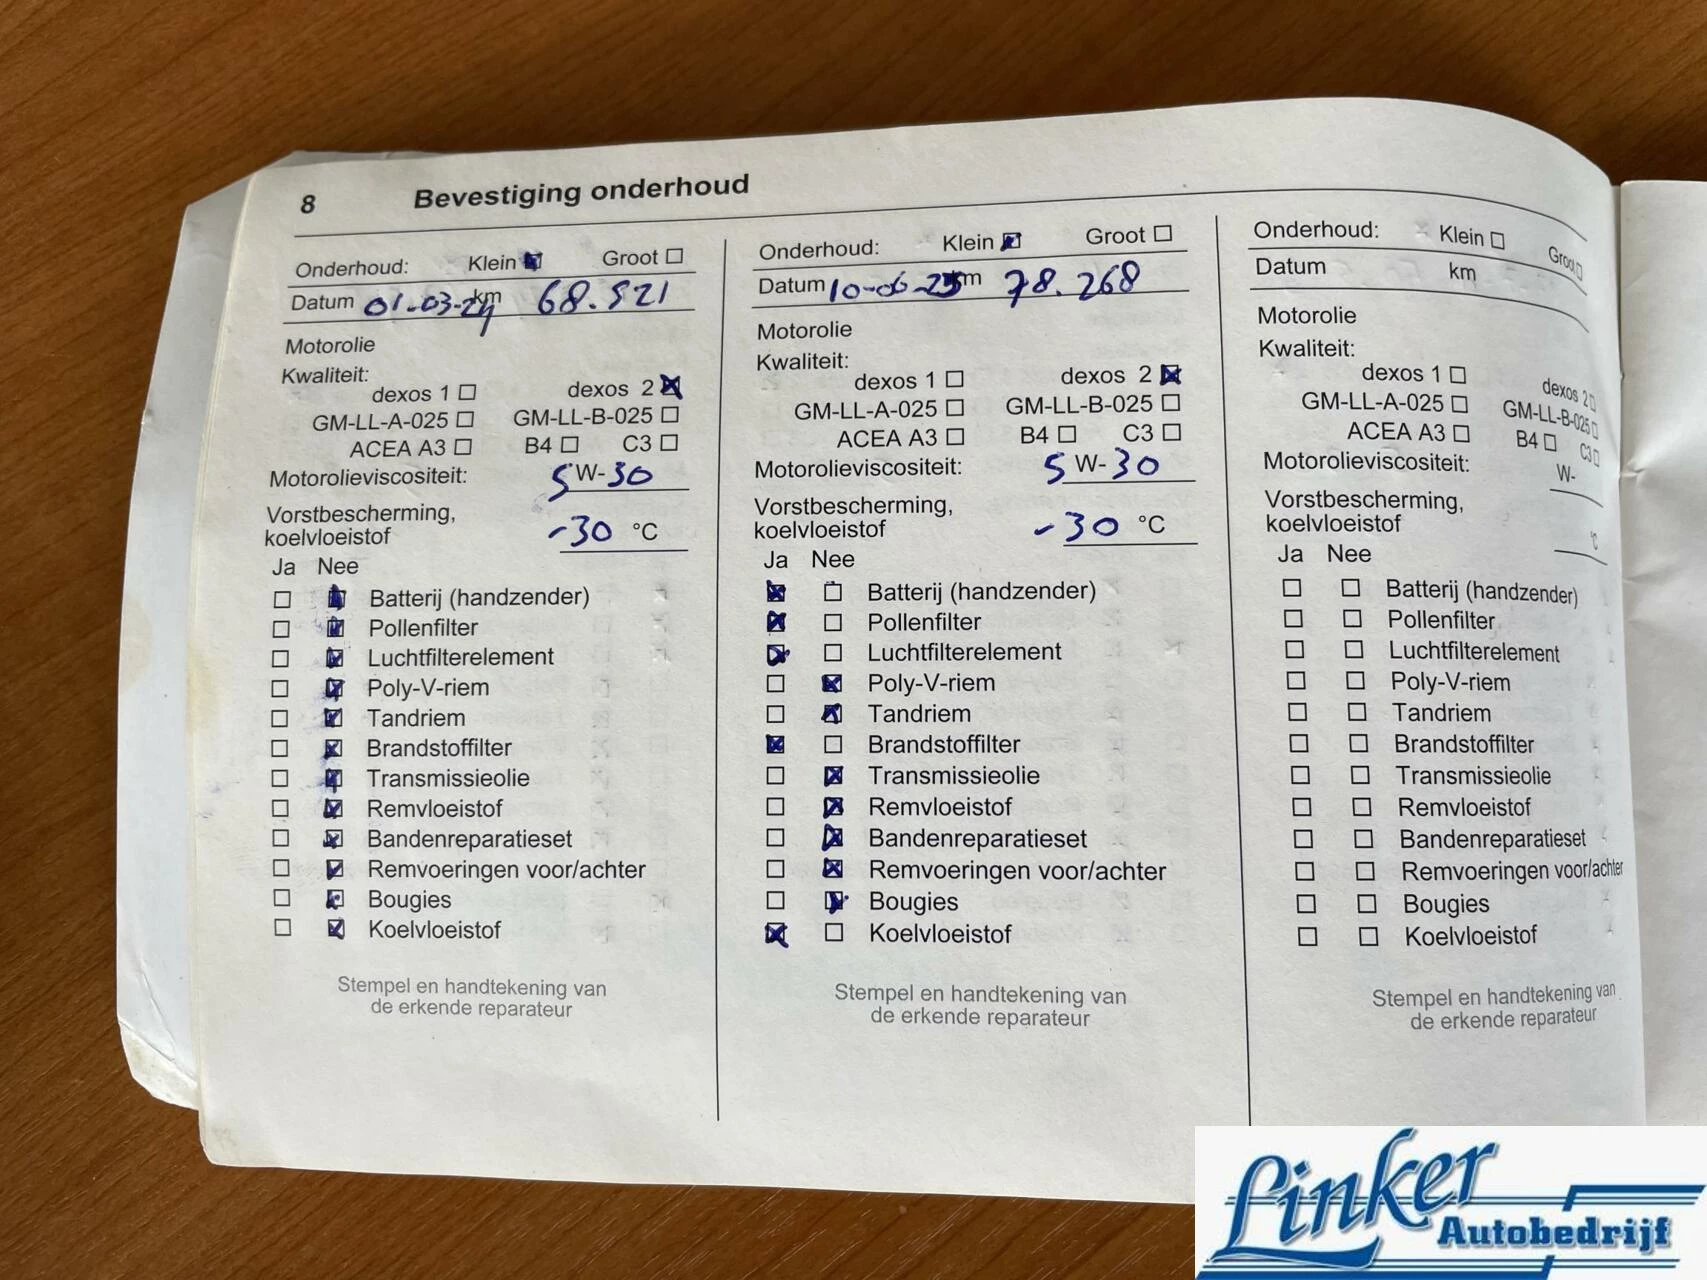 8 Bevestiging onderhoud
Onderhoud: Klein Groot
Datum 01-03-24 km 68.521
Motorolie
Kwaliteit:
dexos 1 dexos 2
GM-LL-A-025 GM-LL-B-025
ACEA A3 B4 C3
Motorolieviscositeit: 5 W-30
Vorstbescherming,
koelvloeistof -30 °C
Ja Nee
Batterij (handzender)
Pollenfilter
Luchtfilterelement
Poly-V-riem
Tandriem
Brandstoffilter
Transmissieolie
Remvloeistof
Bandenreparatieset
Remvoeringen voor/achter
Bougies
Koelvloeistof
Stempel en handtekening van
de erkende reparateur
Onderhoud: Klein Groot
Datum 10-06-25 km 78.268
Motorolie
Kwaliteit:
dexos 1 dexos 2
GM-LL-A-025 GM-LL-B-025
ACEA A3 B4 C3
Motorolieviscositeit: 5 W-30
Vorstbescherming,
koelvloeistof -30 °C
Ja Nee
Batterij (handzender)
Pollenfilter
Luchtfilterelement
Poly-V-riem
Tandriem
Brandstoffilter
Transmissieolie
Remvloeistof
Bandenreparatieset
Remvoeringen voor/achter
Bougies
Koelvloeistof
Stempel en handtekening van
de erkende reparateur
Onderhoud: Klein Groot
Datum km
Motorolie
Kwaliteit:
dexos 1 dexos 2
GM-LL-A-025 GM-LL-B-025
ACEA A3 B4 C3
Motorolieviscositeit: W-
Vorstbescherming,
koelvloeistof °C
Ja Nee
Batterij (handzender)
Pollenfilter
Luchtfilterelement
Poly-V-riem
Tandriem
Brandstoffilter
Transmissieolie
Remvloeistof
Bandenreparatieset
Remvoeringen voor/achter
Bougies
Koelvloeistof
Stempel en handtekening van
de erkende reparateur
Linker
Autobedrijf